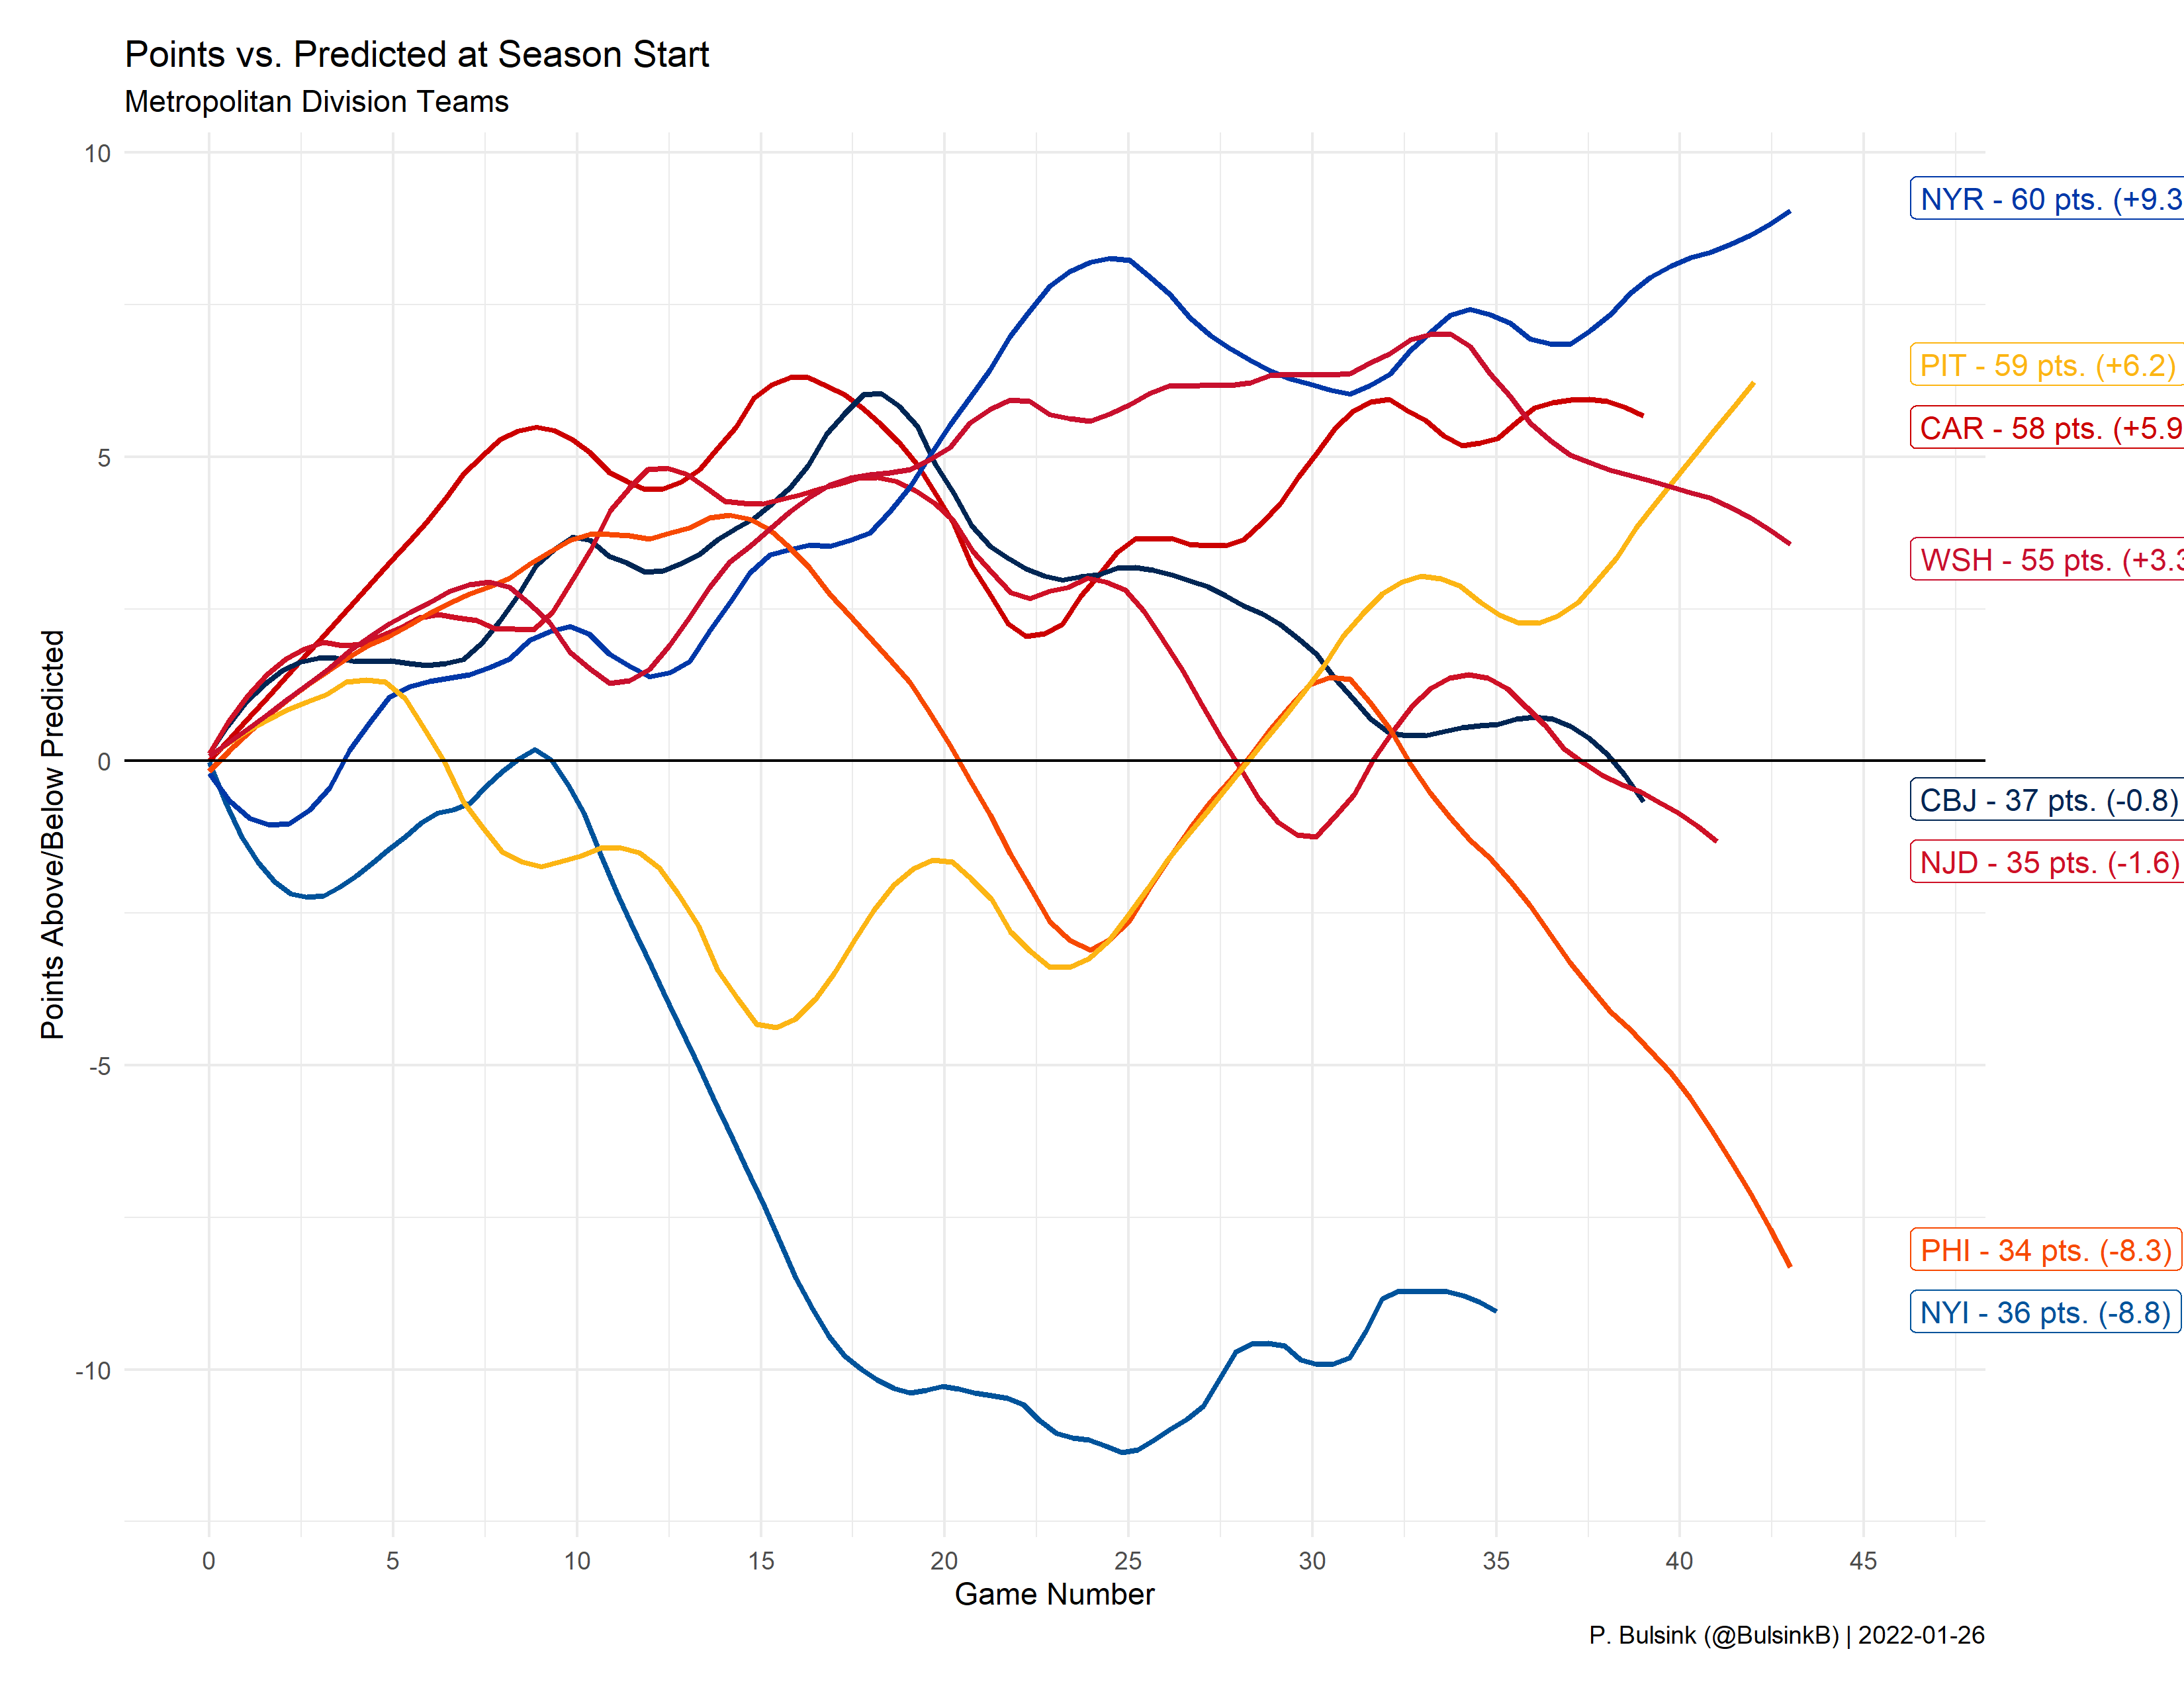 Points vs. Predicted at Season Start
Metropolitan Division Teams
Points Above/Below Predicted
10
5
0
-5
-10
NYR - 60 pts. (+9.3
PIT - 59 pts. (+6.2)
CAR - 58 pts. (+5.9
WSH - 55 pts. (+3.3
CBJ - 37 pts. (-0.8)
NJD - 35 pts. (-1.6)
PHI - 34 pts. (-8.3)
NYI - 36 pts. (-8.8)
0 5 10 15 20 25 30 35 40 45
Game Number
P. Bulsink (@BulsinkB) | 2022-01-26